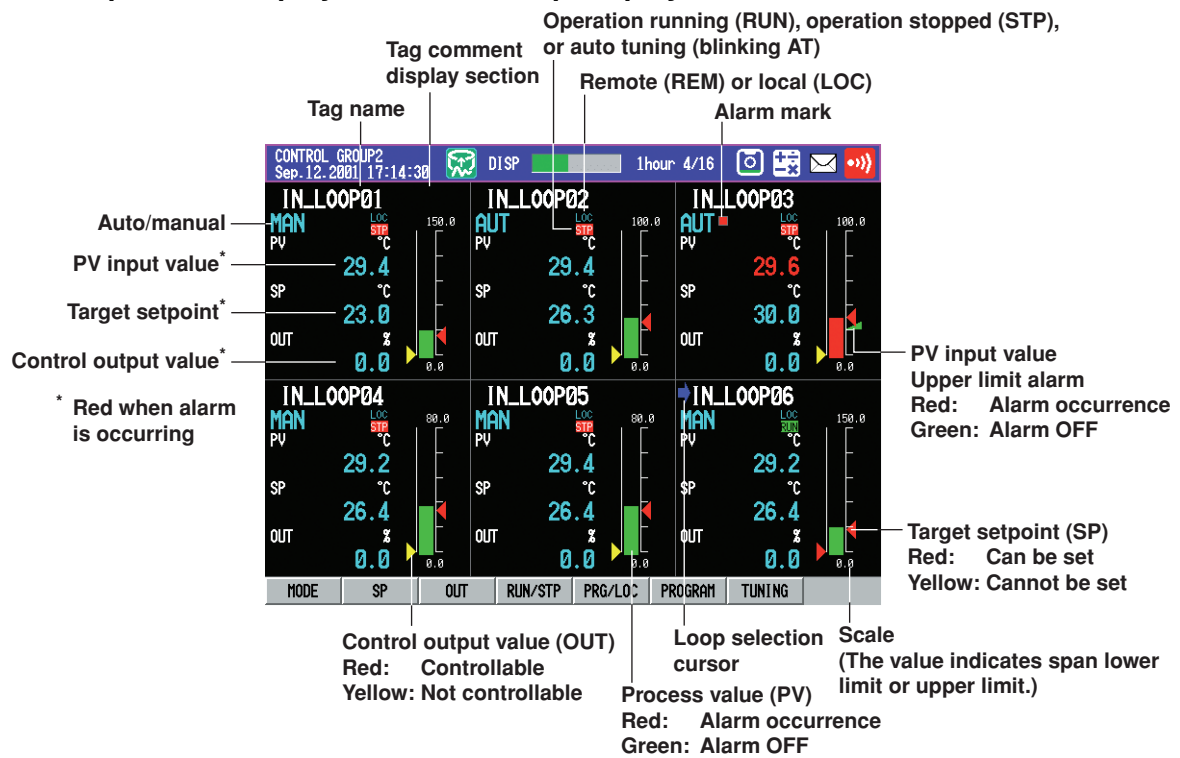 Operation running (RUN), operation stopped (STP),
or auto tuning (blinking AT)
Tag comment
display section
Remote (REM) or local (LOC)
Tag name
Alarm mark
CONTROL GROUP2
Sep.12.2001 17:14:30
DISP
1hour 4/16
IN_LOOP01
MAN
LOC
STP
150.0
PV
°C
29.4
SP
°C
23.0
OUT
%
0.0
0.0
IN_LOOP02
AUT
LOC
STP
100.0
PV
°C
29.4
SP
°C
26.3
OUT
%
0.0
0.0
IN_LOOP03
AUT
LOC
STP
100.0
PV
°C
29.6
SP
°C
30.0
OUT
%
0.0
0.0
Auto/manual
PV input value*
Target setpoint*
Control output value*
* Red when alarm
is occurring
PV input value
Upper limit alarm
Red: Alarm occurrence
Green: Alarm OFF
IN_LOOP04
MAN
LOC
STP
80.0
PV
°C
29.2
SP
°C
26.4
OUT
%
0.0
0.0
IN_LOOP05
MAN
LOC
STP
80.0
PV
°C
29.4
SP
°C
26.4
OUT
%
0.0
0.0
IN_LOOP06
MAN
LOC
RUN
150.0
PV
°C
29.2
SP
°C
26.4
OUT
%
0.0
0.0
Target setpoint (SP)
Red: Can be set
Yellow: Cannot be set
MODE SP OUT RUN/STP PRG/LOC PROGRAM TUNING
Control output value (OUT)
Red: Controllable
Yellow: Not controllable
Loop selection
cursor
Scale
(The value indicates span lower
limit or upper limit.)
Process value (PV)
Red: Alarm occurrence
Green: Alarm OFF